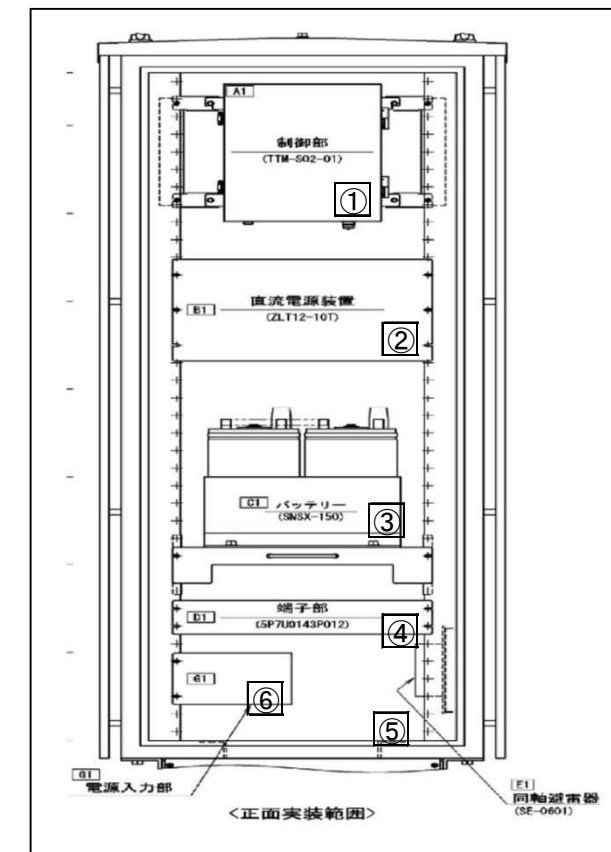 A1
制御部
(TTM-S02-01)
①
B1
直流電源装置
(ZLT12-10T)
②
C1
バッテリー
(SNSX-150)
③
D1
端子部
(5P7U0143P012)
④
G1
⑥
⑤
G1
電源入力部
E1
同軸避雷器
(SE-0601)
<正面実装範囲>